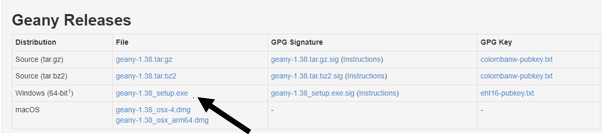 Geany Releases
Distribution File GPG Signature GPG Key
Source (tar.gz) geany-1.38.tar.gz geany-1.38.tar.gz.sig (Instructions) colombanw-pubkey.txt
Source (tar.bz2) geany-1.38.tar.bz2 geany-1.38.tar.bz2.sig (Instructions) colombanw-pubkey.txt
Windows (64-bit¹) geany-1.38_setup.exe geany-1.38_setup.exe.sig (Instructions) eht16-pubkey.txt
macOS geany-1.38_osx-4.dmg - -
geany-1.38_osx_arm64.dmg